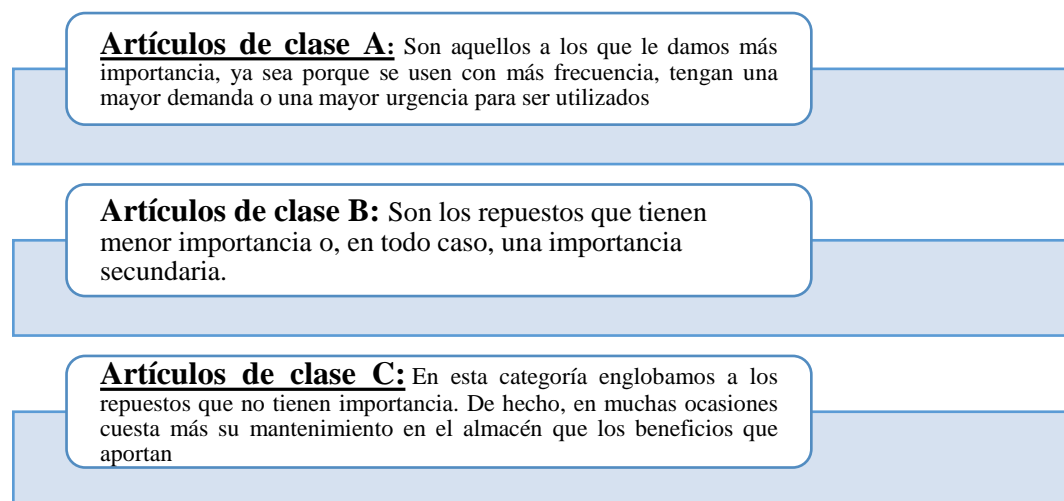 Artículos de clase A: Son aquellos a los que le damos más
importancia, ya sea porque se usen con más frecuencia, tengan una
mayor demanda o una mayor urgencia para ser utilizados
Artículos de clase B: Son los repuestos que tienen
menor importancia o, en todo caso, una importancia
secundaria.
Artículos de clase C: En esta categoría englobamos a los
repuestos que no tienen importancia. De hecho, en muchas ocasiones
cuesta más su mantenimiento en el almacén que los beneficios que
aportan